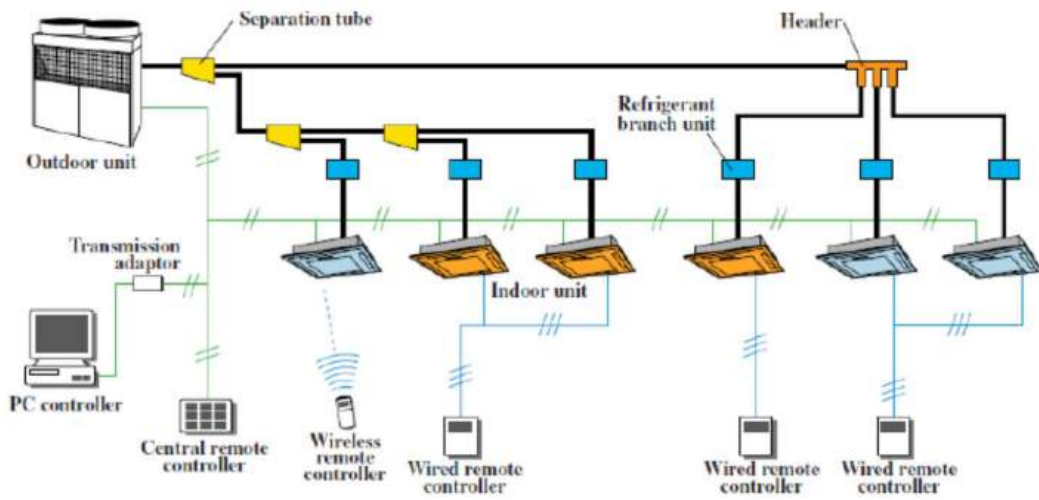 Separation tube
Header
Refrigerant
branch unit
Outdoor unit
Transmission
adaptor
Indoor unit
PC controller
Central remote
controller
Wireless
remote
controller
Wired remote
controller
Wired remote
controller
Wired remote
controller